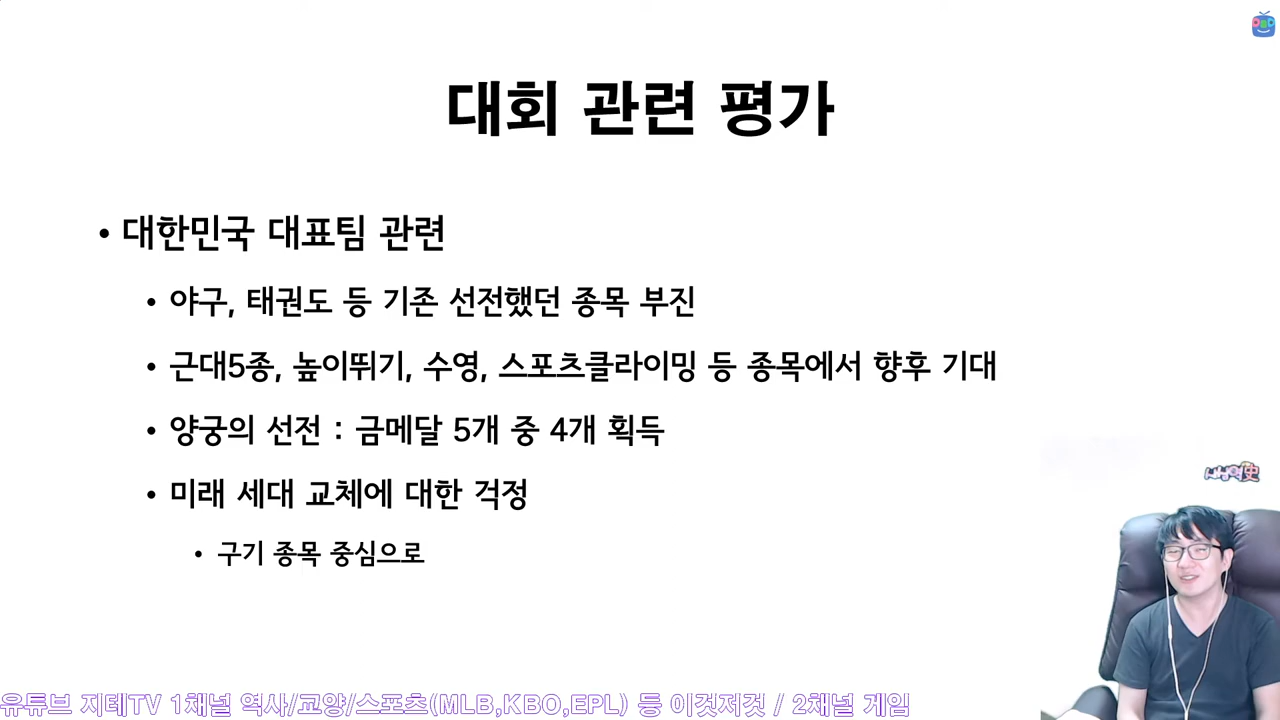 대회 관련 평가
• 대한민국 대표팀 관련
• 야구, 태권도 등 기존 선전했던 종목 부진
• 근대5종, 높이뛰기, 수영, 스포츠클라이밍 등 종목에서 향후 기대
• 양궁의 선전 : 금메달 5개 중 4개 획득
• 미래 세대 교체에 대한 걱정
• 구기 종목 중심으로
유튜브 지테TV 1채널 역사/교양/스포츠(MLB,KBO,EPL) 등 이것저것 / 2채널 게임